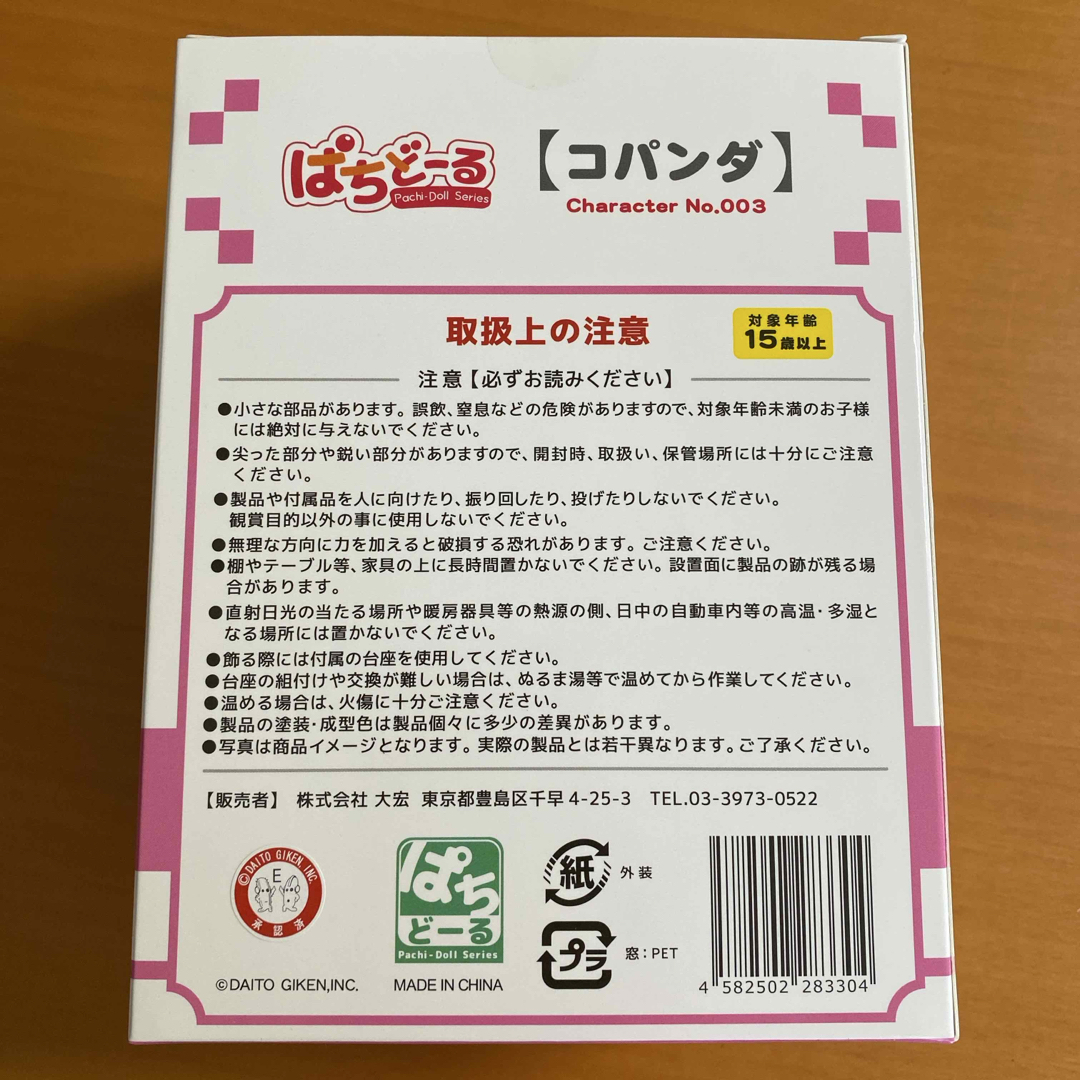 ぱちどーる
Pachi-Doll Series
【コパンダ】
Character No.003
取扱上の注意
対象年齢
15歳以上
注意【必ずお読みください】
●小さな部品があります。誤飲、窒息などの危険がありますので、対象年齢未満のお子様
には絶対に与えないでください。
●尖った部分や鋭い部分がありますので、開封時、取扱い、保管場所には十分にご注意
ください。
●製品や付属品を人に向けたり、振り回したり、投げたりしないでください。
観賞目的以外の事に使用しないでください。
●無理な方向に力を加えると破損する恐れがあります。ご注意ください。
●棚やテーブル等、家具の上に長時間置かないでください。設置面に製品の跡が残る場
合があります。
●直射日光の当たる場所や暖房器具等の熱源の側、日中の自動車内等の高温・多湿と
なる場所には置かないでください。
●飾る際には付属の台座を使用してください。
●台座の組付けや交換が難しい場合は、ぬるま湯等で温めてから作業してください。
●温める場合は、火傷に十分ご注意ください。
●製品の塗装・成型色は製品個々に多少の差異があります。
●写真は商品イメージとなります。実際の製品とは若干異なります。ご了承ください。
【販売者】 株式会社 大宏 東京都豊島区千早4-25-3 TEL.03-3973-0522
©DAITO GIKEN, INC.
E
承認済
ぱち
どーる
Pachi-Doll Series
紙 外装
プラ 窓:PET
©DAITO GIKEN,INC.
MADE IN CHINA
4 582502 283304